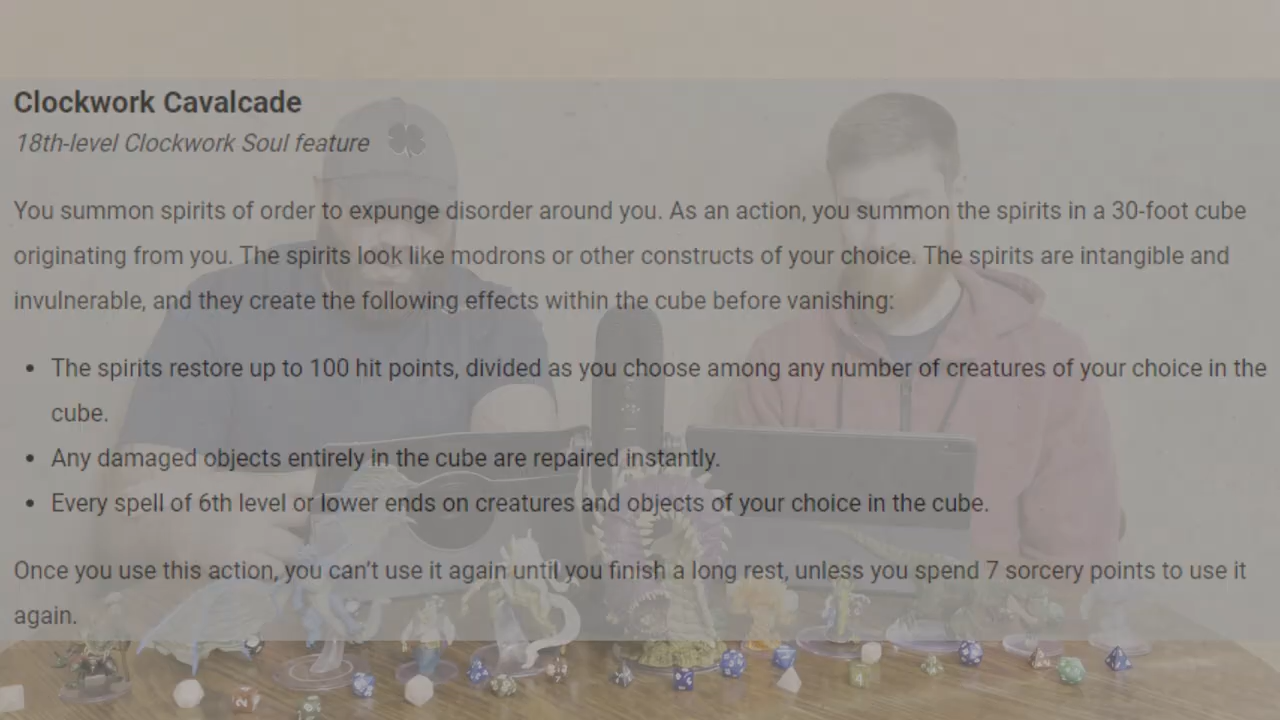 Clockwork Cavalcade
18th-level Clockwork Soul feature
You summon spirits of order to expunge disorder around you. As an action, you summon the spirits in a 30-foot cube
originating from you. The spirits look like modrons or other constructs of your choice. The spirits are intangible and
invulnerable, and they create the following effects within the cube before vanishing:
• The spirits restore up to 100 hit points, divided as you choose among any number of creatures of your choice in the
cube.
• Any damaged objects entirely in the cube are repaired instantly.
• Every spell of 6th level or lower ends on creatures and objects of your choice in the cube.
Once you use this action, you can’t use it again until you finish a long rest, unless you spend 7 sorcery points to use it
again.